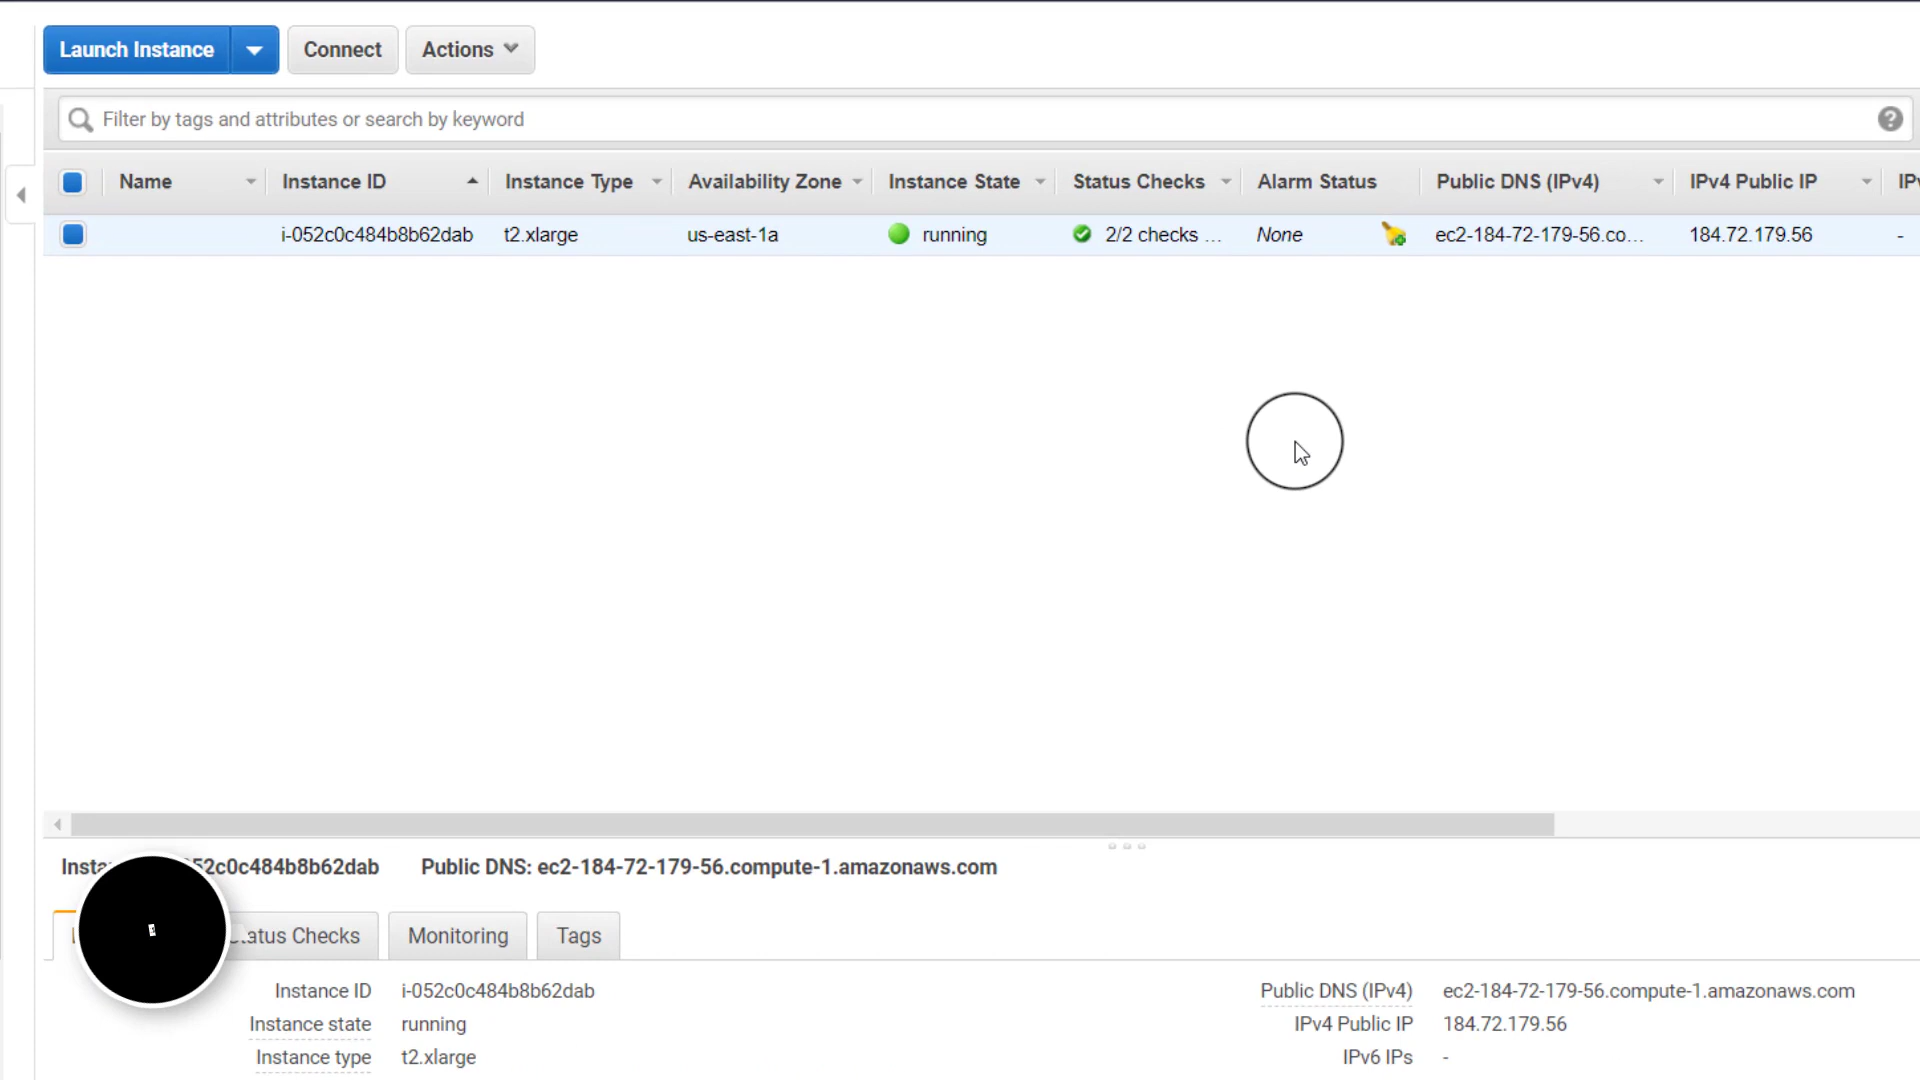 Launch Instance Connect Actions
Filter by tags and attributes or search by keyword
Name Instance ID Instance Type Availability Zone Instance State Status Checks Alarm Status Public DNS (IPv4) IPv4 Public IP
i-052c0c484b8b62dab t2.xlarge us-east-1a running 2/2 checks ... None ec2-184-72-179-56.co... 184.72.179.56 -
52c0c484b8b62dab Public DNS: ec2-184-72-179-56.compute-1.amazonaws.com
Status Checks Monitoring Tags
Instance ID i-052c0c484b8b62dab Public DNS (IPv4) ec2-184-72-179-56.compute-1.amazonaws.com
Instance state running IPv4 Public IP 184.72.179.56
Instance type t2.xlarge IPv6 IPs -